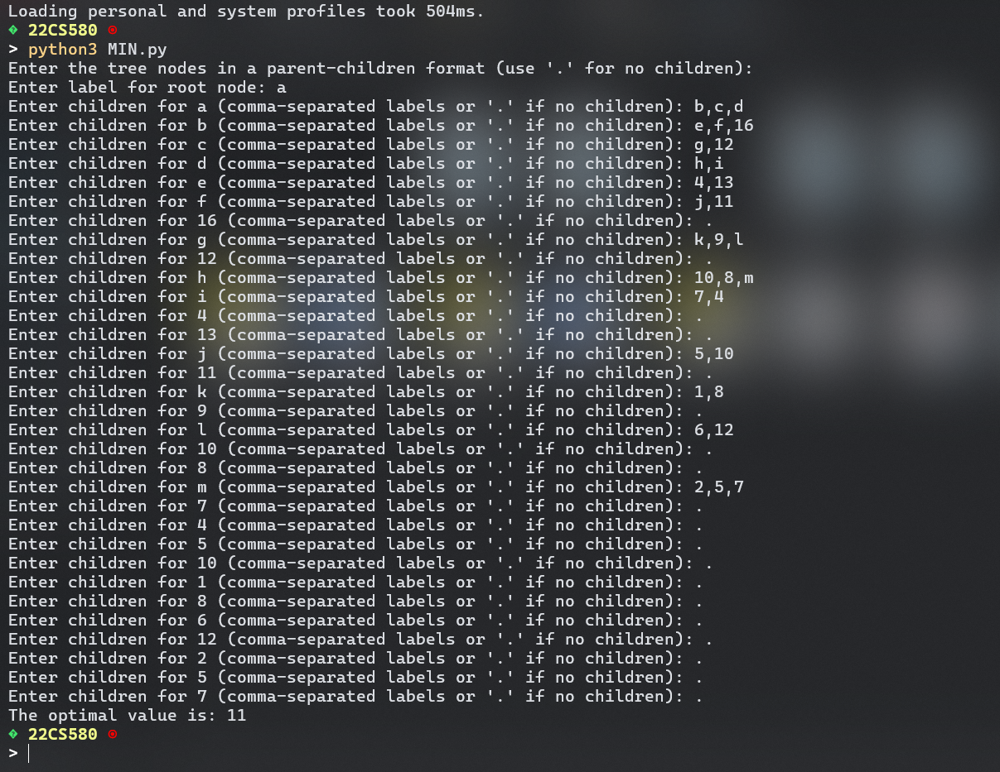 Loading personal and system profiles took 504ms.
22CS580
> python3 MIN.py
Enter the tree nodes in a parent-children format (use '.' for no children):
Enter label for root node: a
Enter children for a (comma-separated labels or '.' if no children): b,c,d
Enter children for b (comma-separated labels or '.' if no children): e,f,16
Enter children for c (comma-separated labels or '.' if no children): g,12
Enter children for d (comma-separated labels or '.' if no children): h,i
Enter children for e (comma-separated labels or '.' if no children): 4,13
Enter children for f (comma-separated labels or '.' if no children): j,11
Enter children for 16 (comma-separated labels or '.' if no children): .
Enter children for g (comma-separated labels or '.' if no children): k,9,l
Enter children for 12 (comma-separated labels or '.' if no children): .
Enter children for h (comma-separated labels or '.' if no children): 10,8,m
Enter children for i (comma-separated labels or '.' if no children): 7,4
Enter children for 4 (comma-separated labels or '.' if no children): .
Enter children for 13 (comma-separated labels or '.' if no children): .
Enter children for j (comma-separated labels or '.' if no children): 5,10
Enter children for 11 (comma-separated labels or '.' if no children): .
Enter children for k (comma-separated labels or '.' if no children): 1,8
Enter children for 9 (comma-separated labels or '.' if no children): .
Enter children for l (comma-separated labels or '.' if no children): 6,12
Enter children for 10 (comma-separated labels or '.' if no children): .
Enter children for 8 (comma-separated labels or '.' if no children): .
Enter children for m (comma-separated labels or '.' if no children): 2,5,7
Enter children for 7 (comma-separated labels or '.' if no children): .
Enter children for 4 (comma-separated labels or '.' if no children): .
Enter children for 5 (comma-separated labels or '.' if no children): .
Enter children for 10 (comma-separated labels or '.' if no children): .
Enter children for 1 (comma-separated labels or '.' if no children): .
Enter children for 8 (comma-separated labels or '.' if no children): .
Enter children for 6 (comma-separated labels or '.' if no children): .
Enter children for 12 (comma-separated labels or '.' if no children): .
Enter children for 2 (comma-separated labels or '.' if no children): .
Enter children for 5 (comma-separated labels or '.' if no children): .
Enter children for 7 (comma-separated labels or '.' if no children): .
The optimal value is: 11
22CS580
>